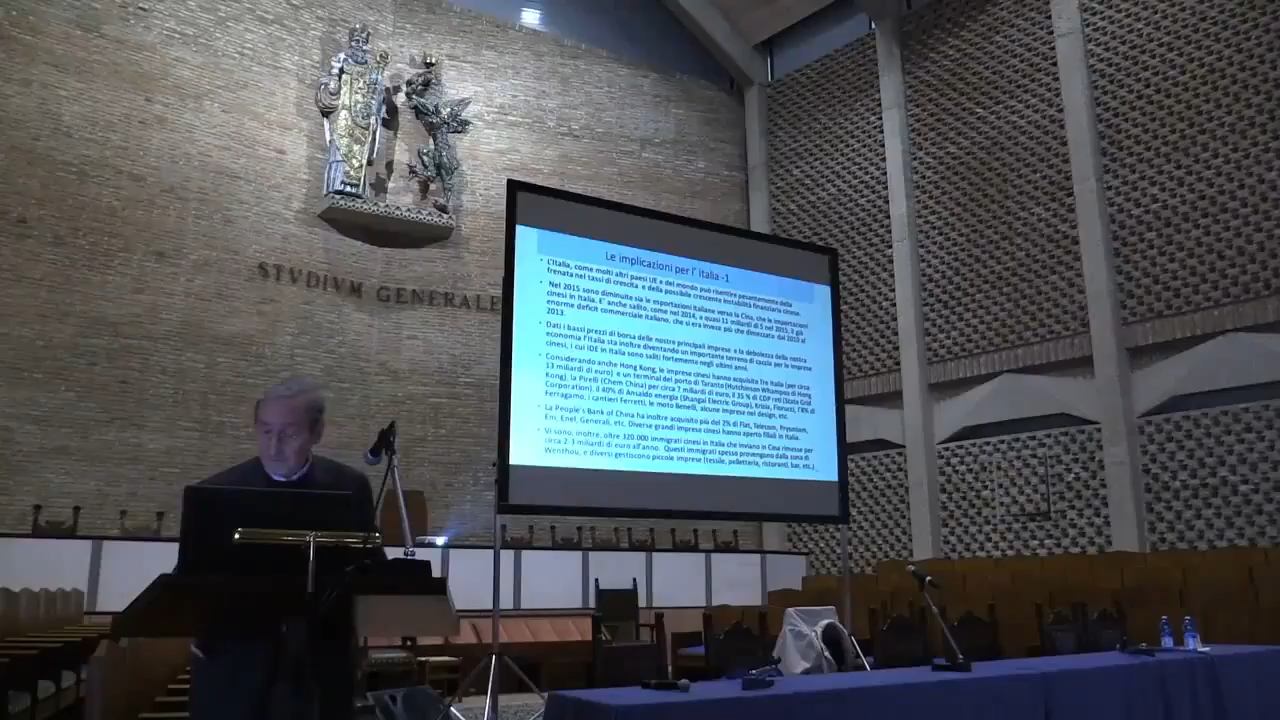 STVDIVM GENERALE
Le implicazioni per l' italia -1
• L'Italia, come molti altri paesi UE e del mondo può risentire pesantemente della
frenata nel tassi di crescita e della possibile crescente instabilità finanziaria cinese.
• Nel 2015 sono diminuite sia le esportazioni italiane verso la Cina, che le importazioni
cinesi in Italia. E' anche salito, come nel 2014, a quasi 11 miliardi di $ nel 2015, il già
enorme deficit commerciale italiano, che si era invece più che dimezzato dal 2010 al
2013.
• Dati i bassi prezzi di borsa delle nostre principali imprese e la debolezza della nostra
economia l'Italia sta inoltre diventando un importante terreno di caccia per le imprese
cinesi, i cui IDE in Italia sono saliti fortemente negli ultimi anni.
• Considerando anche Hong Kong, le imprese cinesi hanno acquisito Tre Italia (per circa
13 miliardi di euro) e un terminal del porto di Taranto (Hutchinson Whampoa di Hong
Kong), la Pirelli (Chem China) per circa 7 miliardi di euro, il 35 % di CDP reti (State Grid
Corporation), il 40% di Ansaldo energia (Shangai Electric Group), Krizia, Fiorucci, l'8% di
Ferragamo, i cantieri Ferretti, le moto Benelli, alcune imprese nel design, etc.
• La People's Bank of China ha inoltre acquisito più del 2% di Fiat, Telecom, Prysmian,
Eni, Enel, Generali, etc. Diverse grandi imprese cinesi hanno aperto filiali in Italia.
• Vi sono, inoltre, oltre 320.000 immigrati cinesi in Italia che inviano in Cina rimesse per
circa 2-3 miliardi di euro all'anno. Questi immigrati spesso provengono dalla zona di
Wenthou, e diversi gestiscono piccole imprese (tessile, pelletteria, ristoranti, bar, etc.)